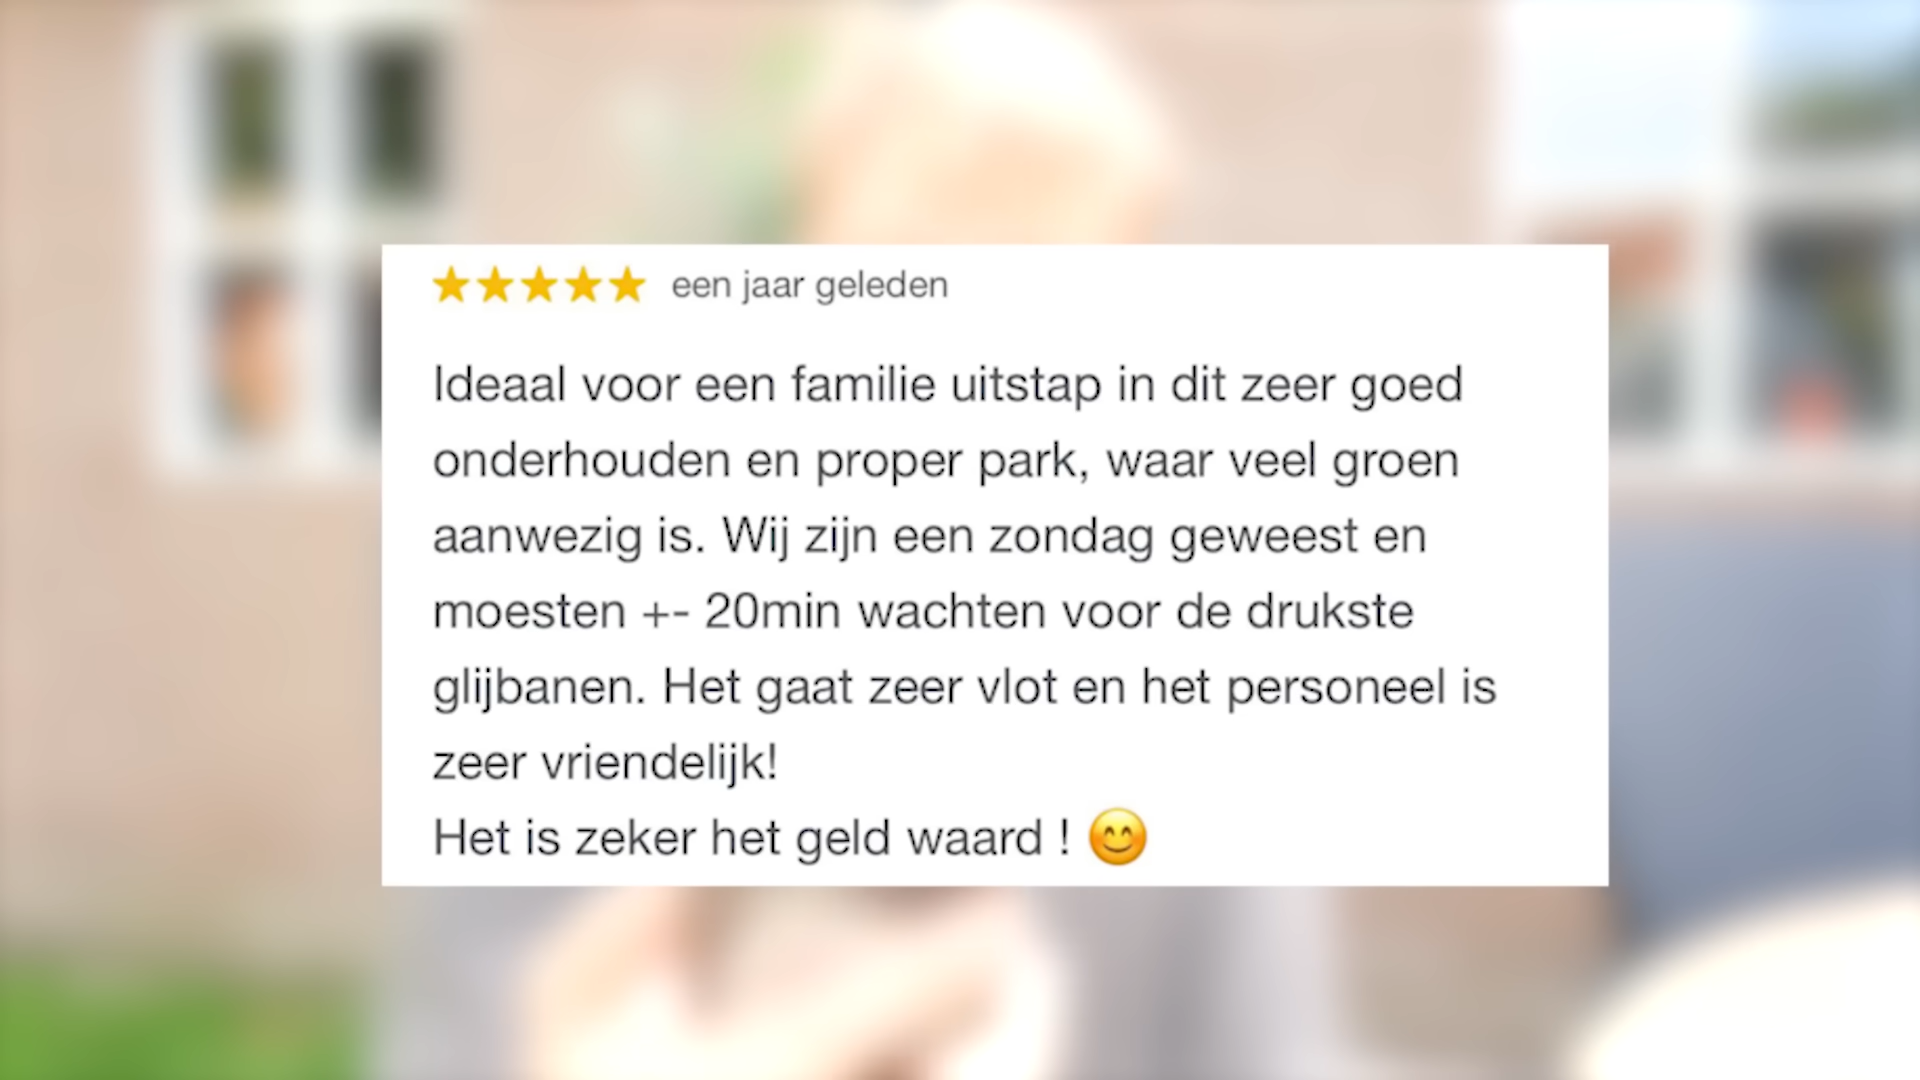 een jaar geleden
Ideaal voor een familie uitstap in dit zeer goed
onderhouden en proper park, waar veel groen
aanwezig is. Wij zijn een zondag geweest en
moesten +- 20min wachten voor de drukste
glijbanen. Het gaat zeer vlot en het personeel is
zeer vriendelijk!
Het is zeker het geld waard ! 😊